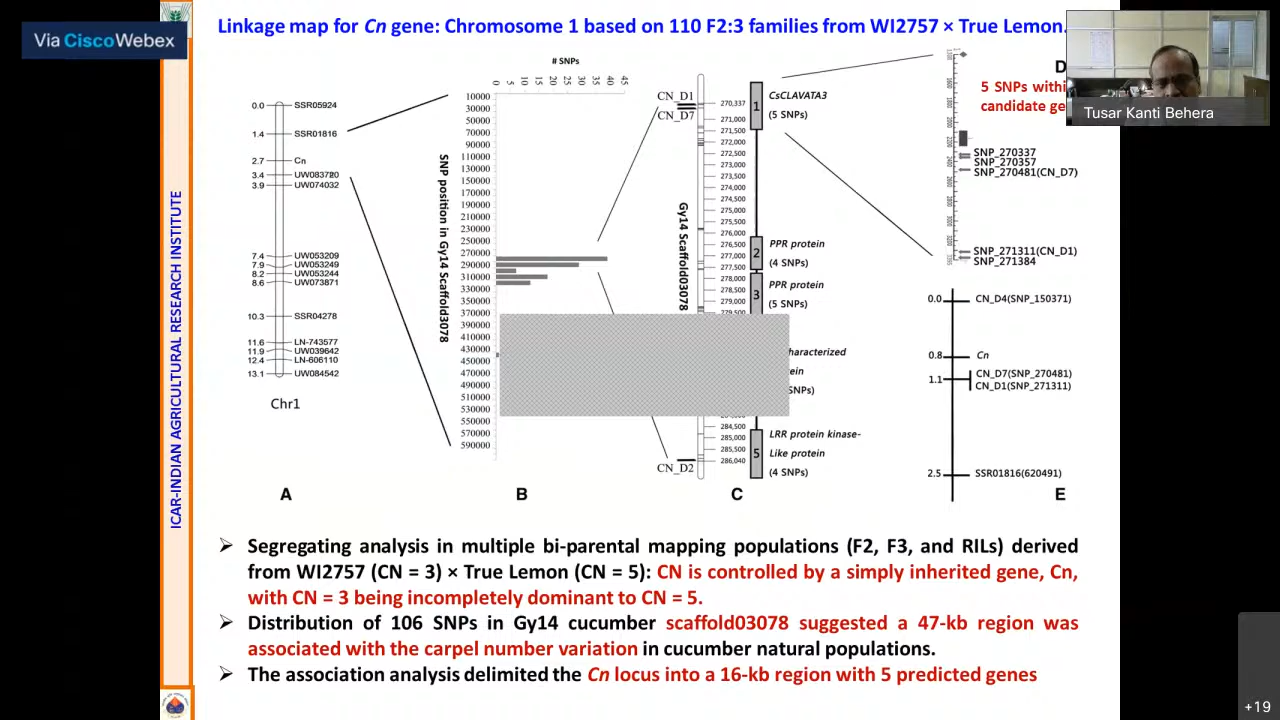 Via CiscoWebex
ICAR-INDIAN AGRICULTURAL RESEARCH INSTITUTE
Linkage map for Cn gene: Chromosome 1 based on 110 F2:3 families from WI2757 × True Lemon.
Tusar Kanti Behera
0.0 SSR05924
1.4 SSR01816
2.7 Cn
3.4
3.9 UW074032
7.4 UW053209
7.9 UW053249
8.2 UW053244
8.6 UW073871
10.3 SSR04278
11.6 LN-743577
11.9 UW039642
12.4 LN-606110
13.1 UW084542
Chr1
A
# SNPs
0 5 10 15 20 25 30 35 40 45
SNP position in Gy14 Scaffold3078
10000
30000
50000
70000
90000
110000
130000
150000
170000
190000
210000
230000
250000
270000
290000
310000
330000
350000
370000
390000
410000
430000
450000
470000
490000
510000
530000
550000
570000
590000
B
CN_D1
CN_D7
CN_D2
Gy14 Scaffold03078
270,337
271,000
271,500
272,000
272,500
273,000
273,500
274,000
274,500
275,000
275,500
276,000
276,500
277,000
277,500
278,000
278,500
279,000
279,500
284,500
285,000
285,500
286,040
1
CsCLAVATA3
(5 SNPs)
2
PPR protein
(4 SNPs)
3
PPR protein
(5 SNPs)
haracterized
ein
SNPs)
5
LRR protein kinase-
Like protein
(4 SNPs)
C
D
5 SNPs withi
candidate ge
SNP_270337
SNP_270357
SNP_270481(CN_D7)
SNP_271311(CN_D1)
SNP_271384
0.0 CN_D4(SNP_150371)
0.8 Cn
1.1 CN_D7(SNP_270481)
CN_D1(SNP_271311)
2.5 SSR01816(620491)
E
➢ Segregating analysis in multiple bi-parental mapping populations (F2, F3, and RILs) derived
from WI2757 (CN = 3) × True Lemon (CN = 5): CN is controlled by a simply inherited gene, Cn,
with CN = 3 being incompletely dominant to CN = 5.
➢ Distribution of 106 SNPs in Gy14 cucumber scaffold03078 suggested a 47-kb region was
associated with the carpel number variation in cucumber natural populations.
➢ The association analysis delimited the Cn locus into a 16-kb region with 5 predicted genes
+19